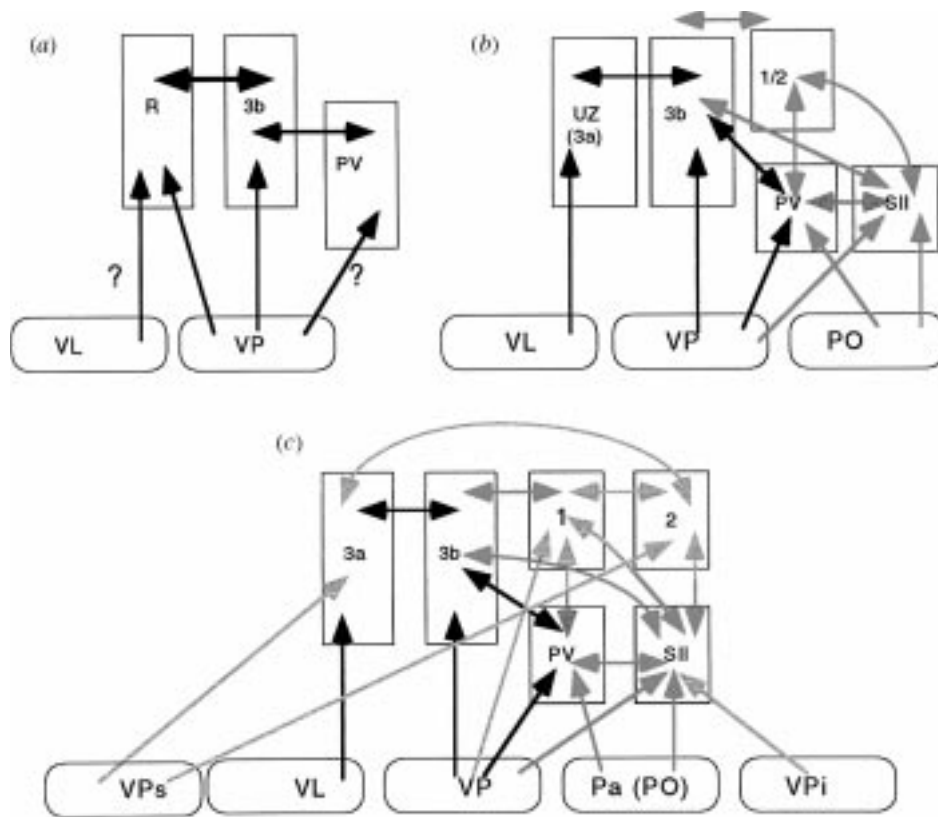 (a)
R
3b
PV
?
?
VL
VP
(b)
1/2
UZ
(3a)
3b
PV
SII
VL
VP
PO
(c)
1
2
3a
3b
PV
SII
VPs
VL
VP
Pa (PO)
VPi